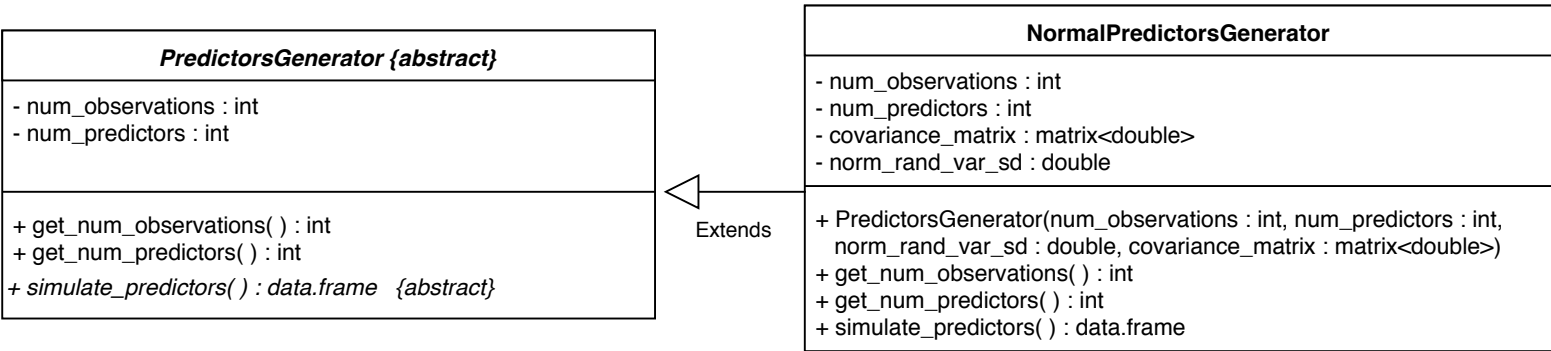 PredictorsGenerator {abstract}
- num_observations : int
- num_predictors : int
+ get_num_observations( ) : int
+ get_num_predictors( ) : int
+ simulate_predictors( ) : data.frame {abstract}
Extends
NormalPredictorsGenerator
- num_observations : int
- num_predictors : int
- covariance_matrix : matrix<double>
- norm_rand_var_sd : double
+ PredictorsGenerator(num_observations : int, num_predictors : int,
norm_rand_var_sd : double, covariance_matrix : matrix<double>)
+ get_num_observations( ) : int
+ get_num_predictors( ) : int
+ simulate_predictors( ) : data.frame